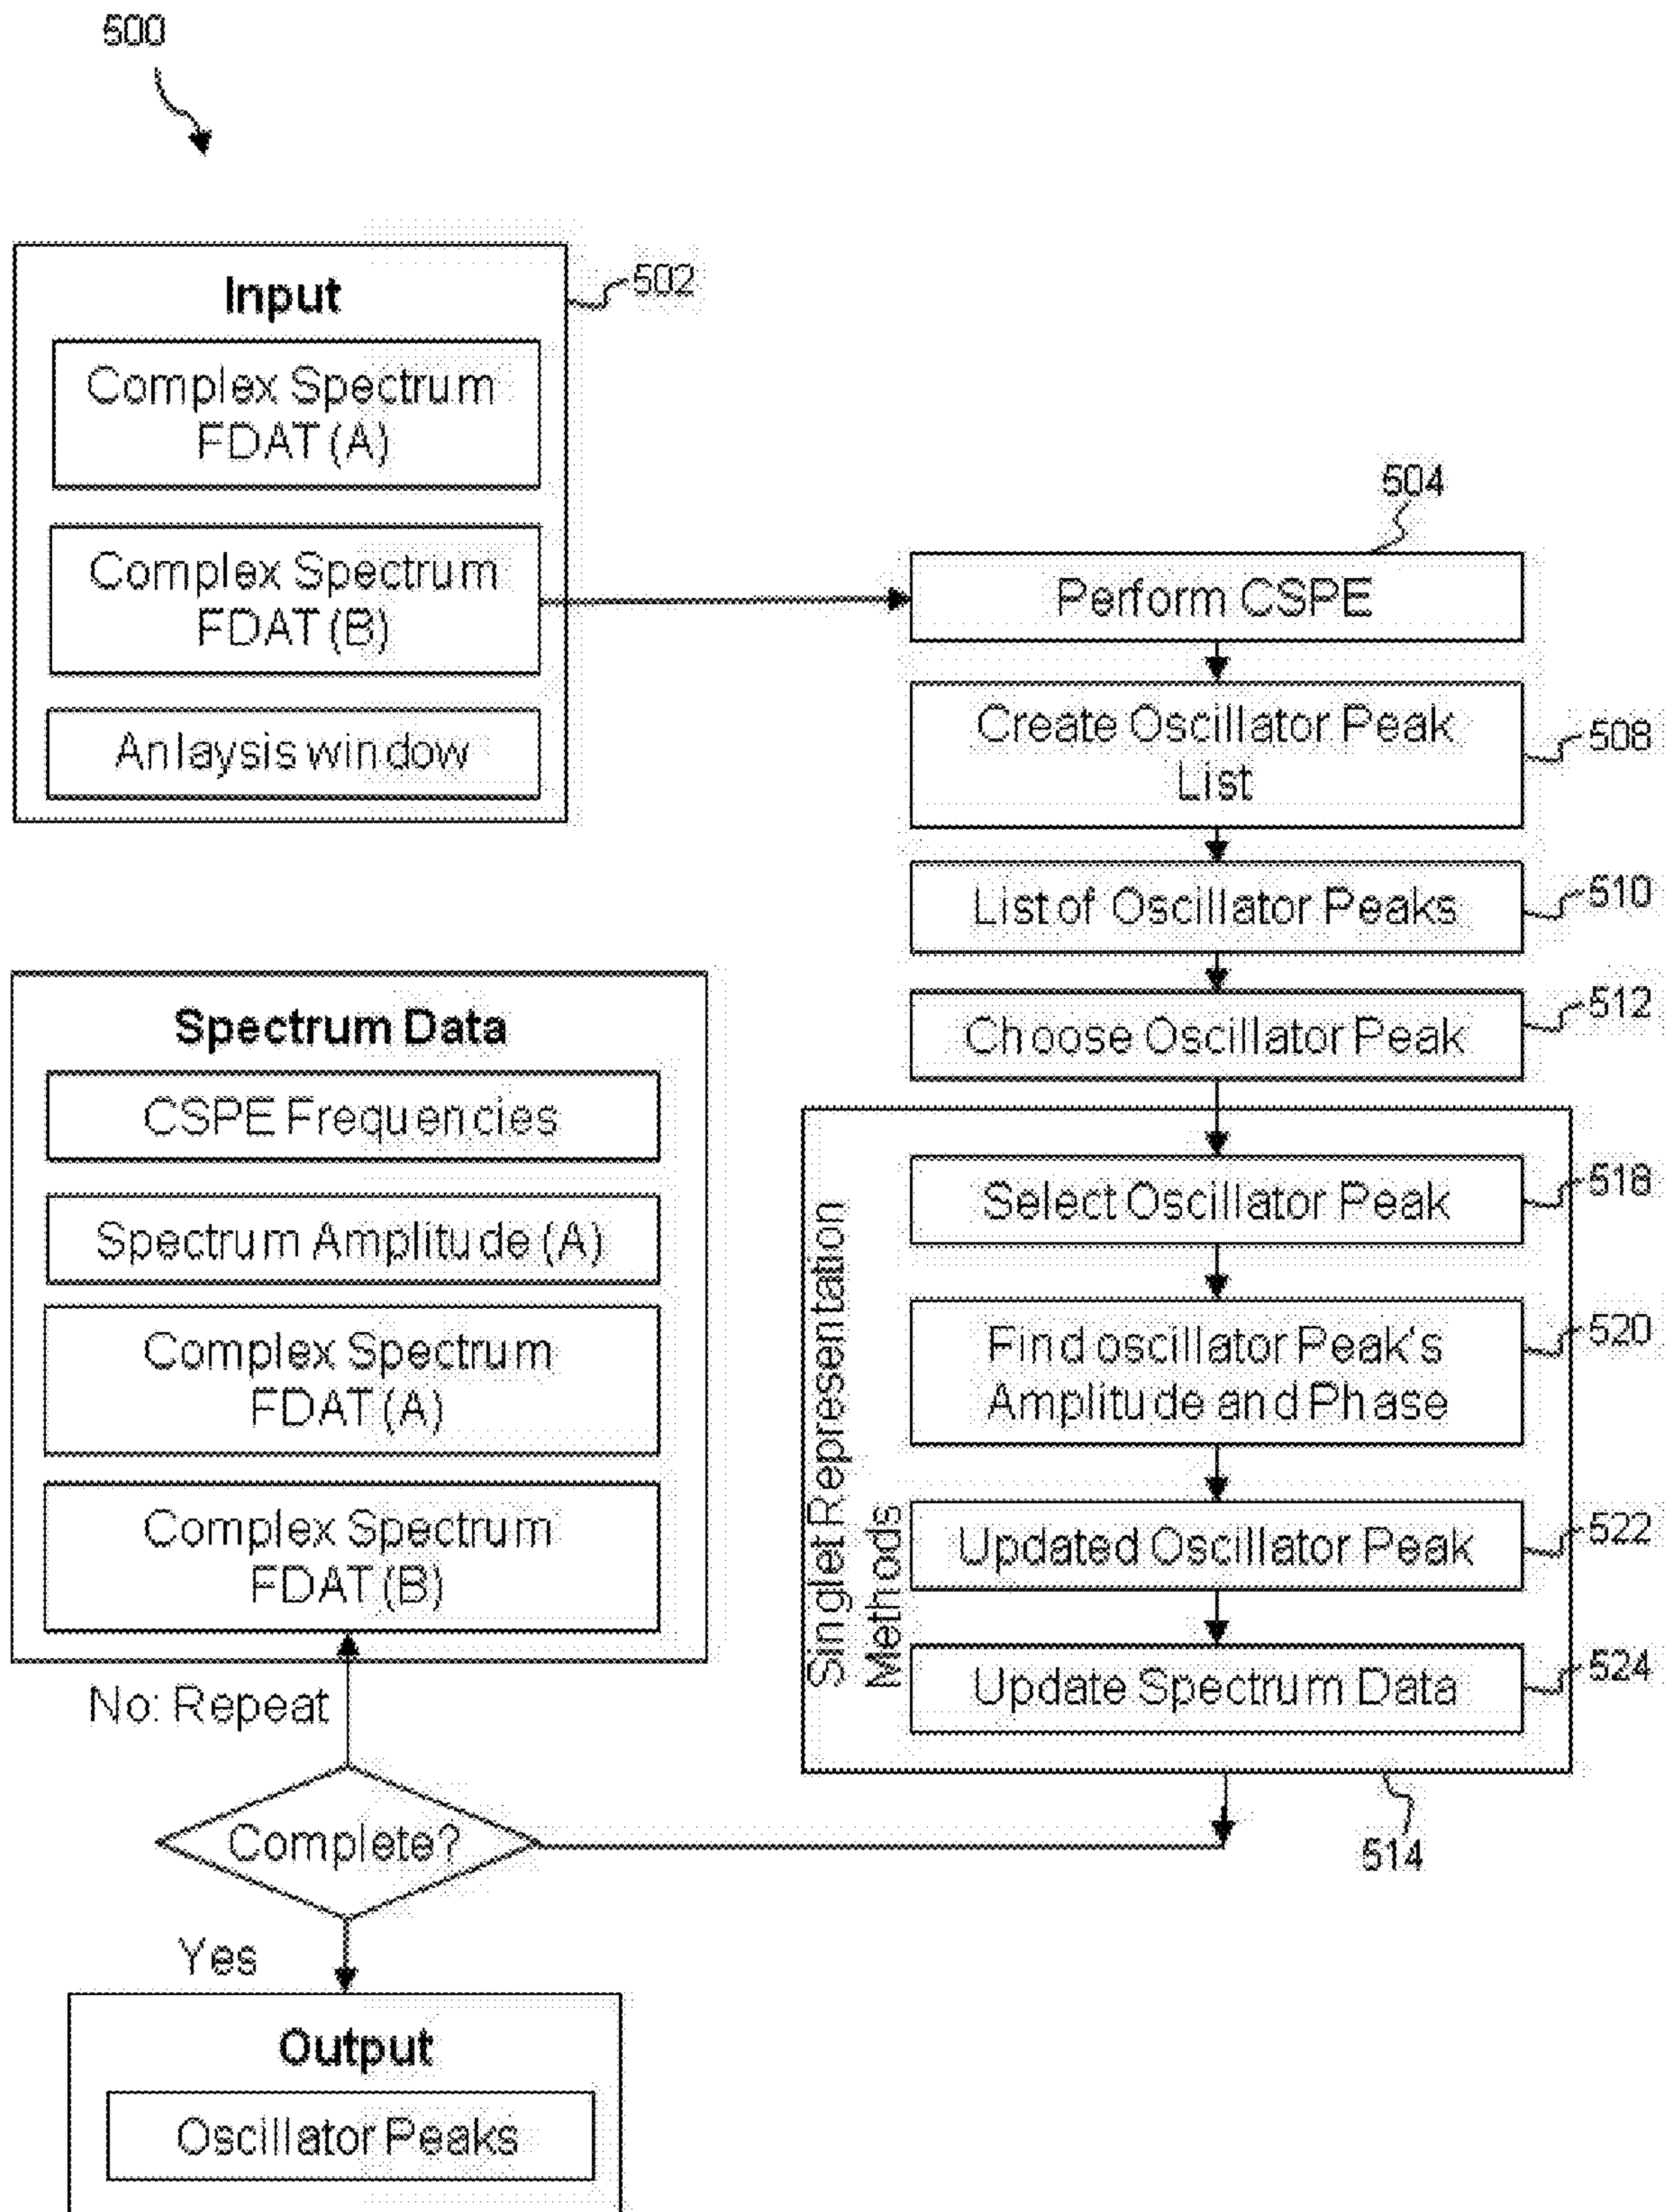 500
Input
502
Complex Spectrum
FDAT (A)
Complex Spectrum
FDAT (B)
Anlaysis window
504
Perform CSPE
Create Oscillator Peak
List
508
List of Oscillator Peaks
510
Choose Oscillator Peak
512
Singlet Representation
Methods
Select Oscillator Peak
518
Find oscillator Peak's
Amplitude and Phase
520
Updated Oscillator Peak
522
Update Spectrum Data
524
514
Spectrum Data
CSPE Frequencies
Spectrum Amplitude (A)
Complex Spectrum
FDAT (A)
Complex Spectrum
FDAT (B)
No: Repeat
Complete?
Yes
Output
Oscillator Peaks